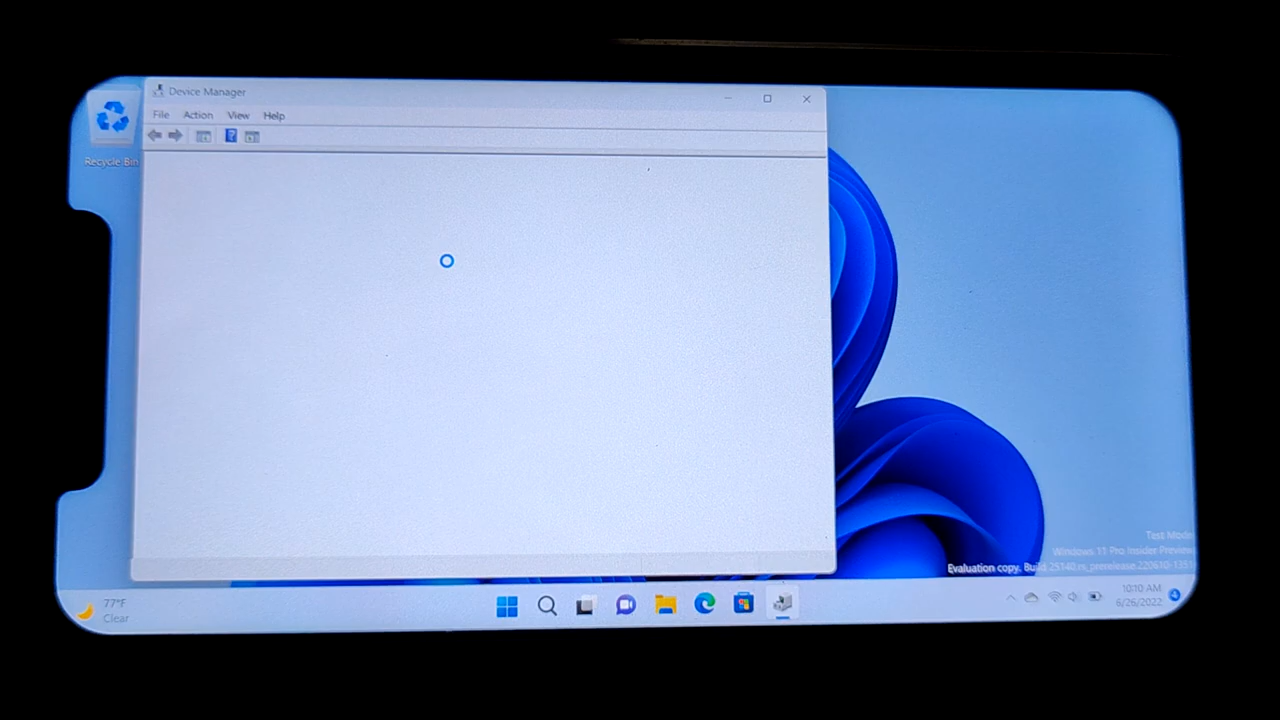 Device Manager
File Action View Help
Recycle Bin
Test Mode
Windows 11 Pro Insider Preview
Evaluation copy. Build 25140.rs_prerelease.220610-1351
77°F
Clear
10:10 AM
6/26/2022
4